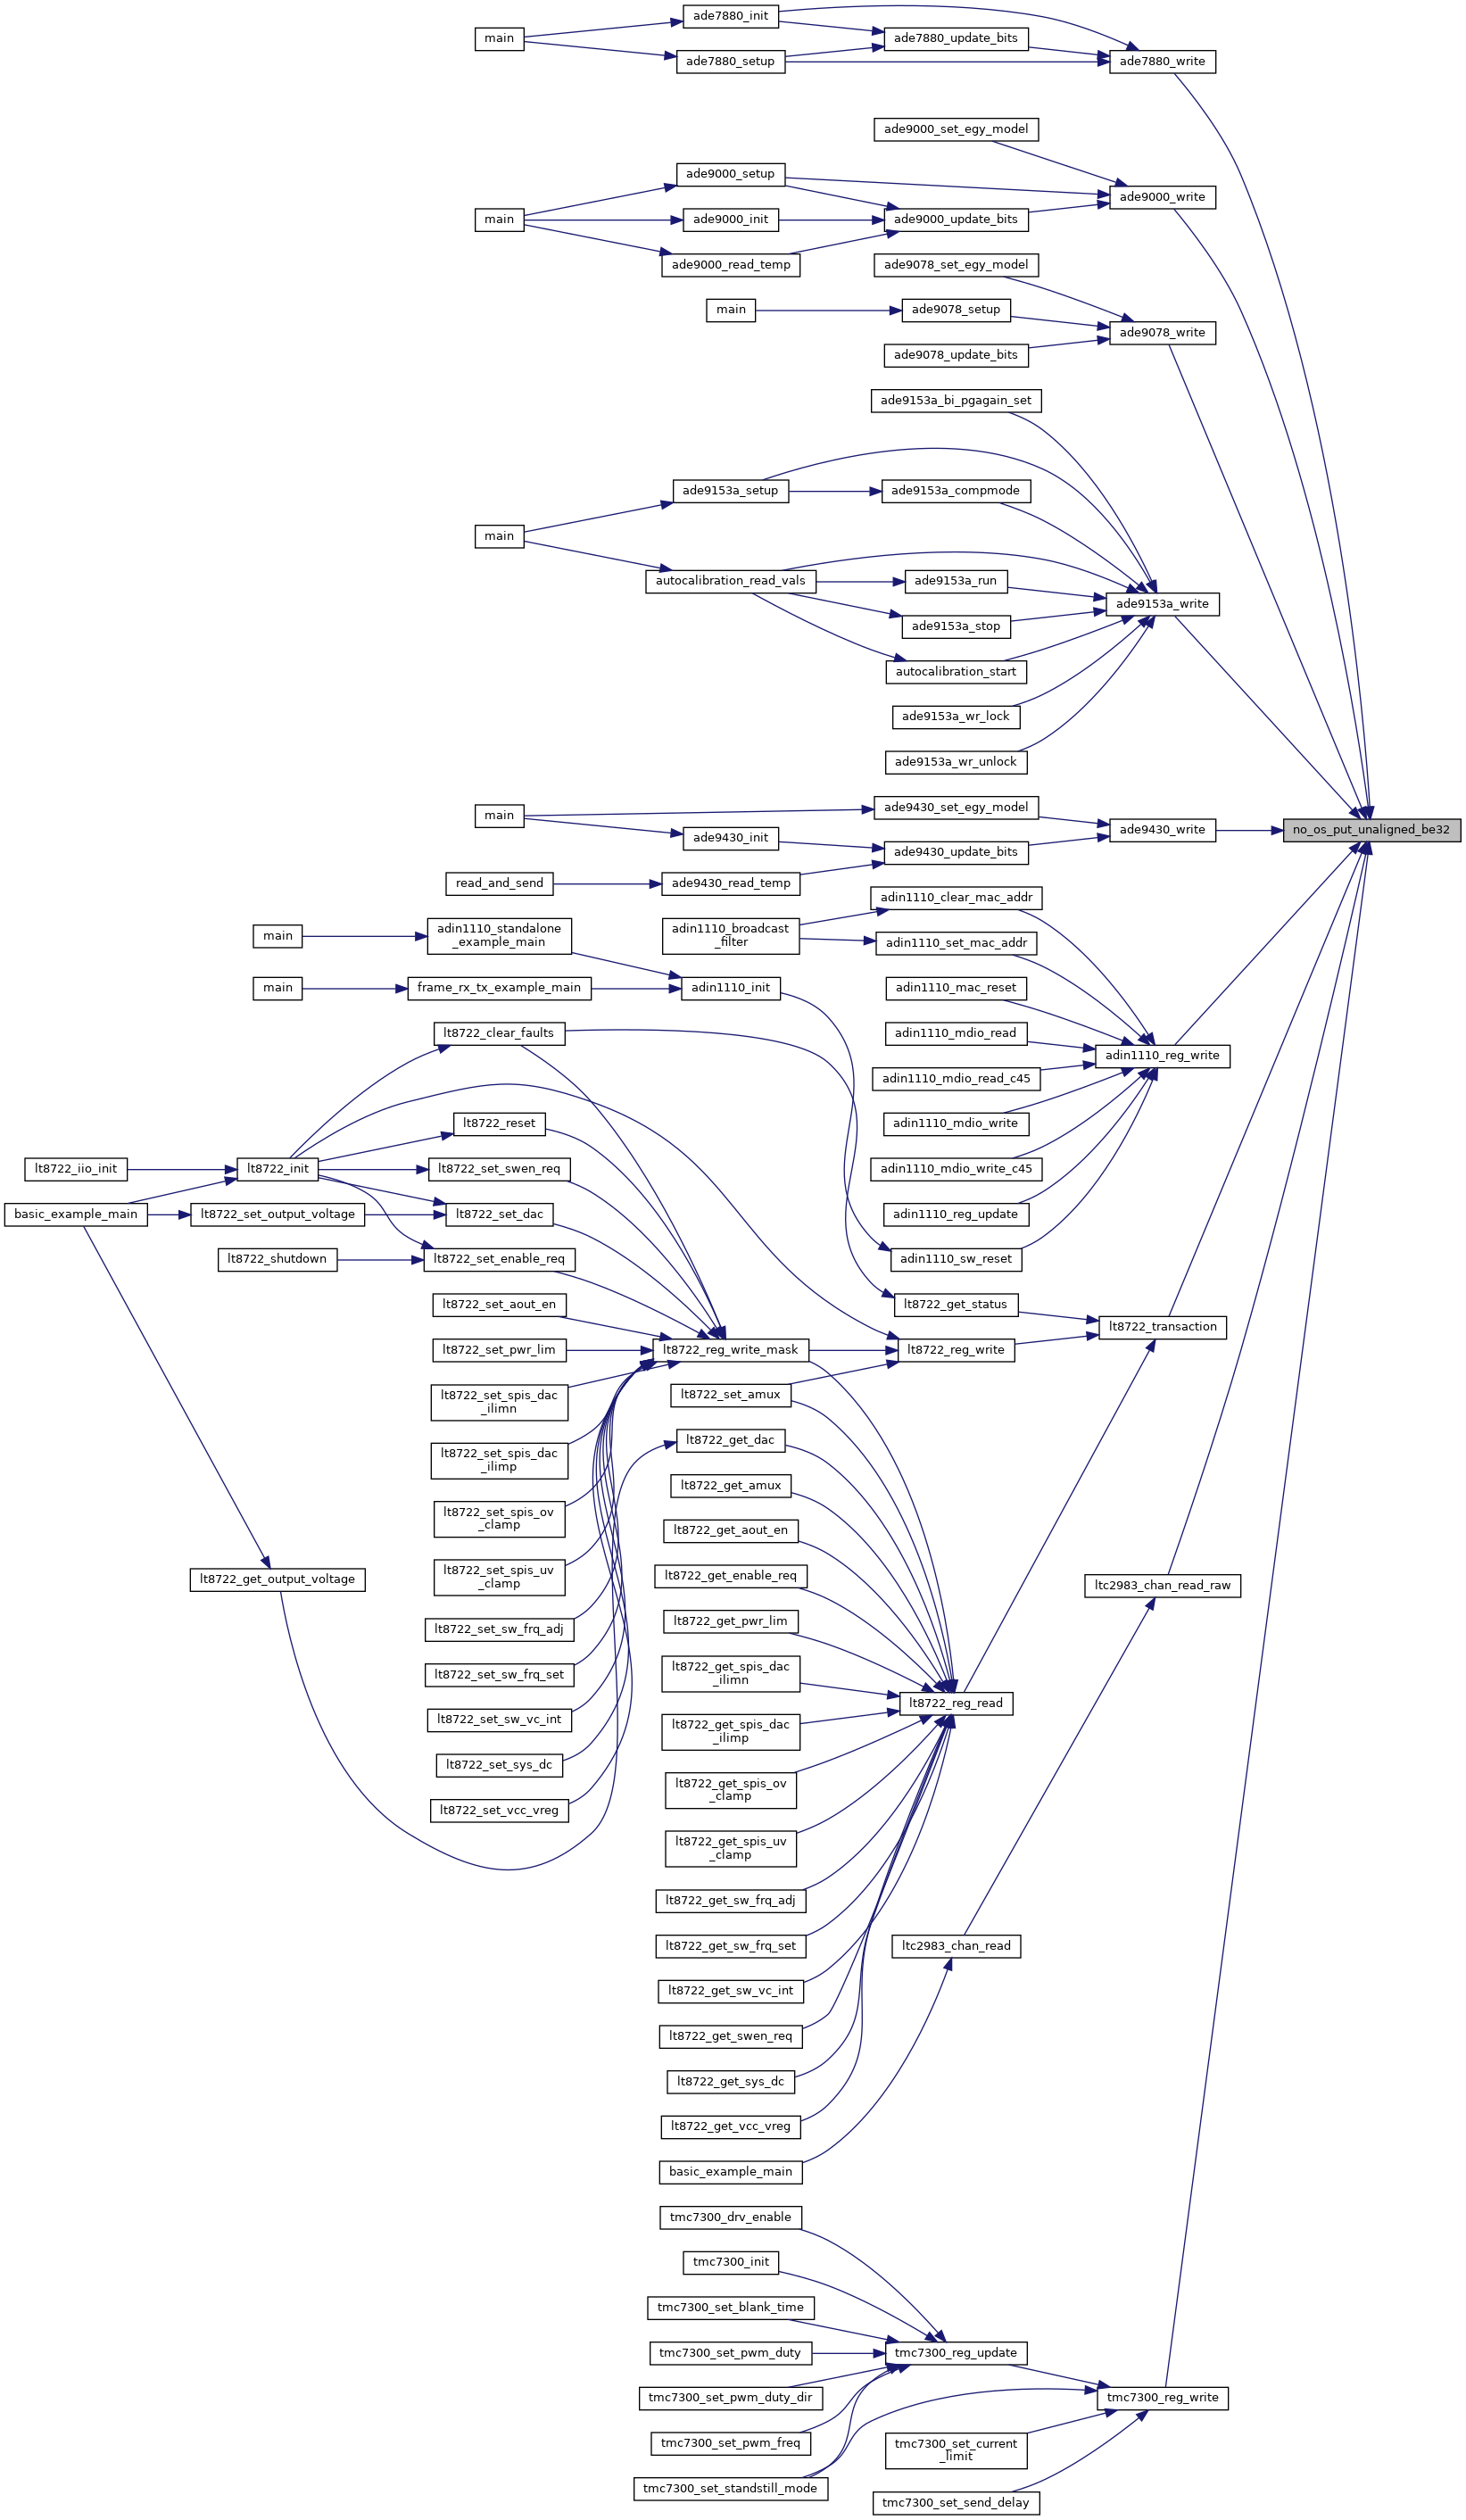 ade7880_init
main
ade7880_update_bits
ade7880_setup
ade7880_write
ade9000_set_egy_model
ade9000_setup
ade9000_write
main
ade9000_init
ade9000_update_bits
ade9000_read_temp
ade9078_set_egy_model
main
ade9078_setup
ade9078_write
ade9078_update_bits
ade9153a_bi_pgagain_set
ade9153a_setup
ade9153a_compmode
main
autocalibration_read_vals
ade9153a_run
ade9153a_write
ade9153a_stop
autocalibration_start
ade9153a_wr_lock
ade9153a_wr_unlock
main
ade9430_set_egy_model
ade9430_init
ade9430_write
no_os_put_unaligned_be32
ade9430_update_bits
read_and_send
ade9430_read_temp
adin1110_clear_mac_addr
main
adin1110_standalone
_example_main
adin1110_broadcast
_filter
adin1110_set_mac_addr
main
frame_rx_tx_example_main
adin1110_init
adin1110_mac_reset
lt8722_clear_faults
adin1110_mdio_read
adin1110_reg_write
adin1110_mdio_read_c45
lt8722_reset
adin1110_mdio_write
lt8722_iio_init
lt8722_init
lt8722_set_swen_req
adin1110_mdio_write_c45
basic_example_main
lt8722_set_output_voltage
lt8722_set_dac
adin1110_reg_update
lt8722_shutdown
lt8722_set_enable_req
adin1110_sw_reset
lt8722_set_aout_en
lt8722_get_status
lt8722_transaction
lt8722_set_pwr_lim
lt8722_reg_write_mask
lt8722_reg_write
lt8722_set_spis_dac
_ilimn
lt8722_set_amux
lt8722_set_spis_dac
_ilimp
lt8722_get_dac
lt8722_get_amux
lt8722_set_spis_ov
_clamp
lt8722_get_aout_en
lt8722_set_spis_uv
_clamp
lt8722_get_output_voltage
lt8722_get_enable_req
ltc2983_chan_read_raw
lt8722_set_sw_frq_adj
lt8722_get_pwr_lim
lt8722_set_sw_frq_set
lt8722_get_spis_dac
_ilimn
lt8722_reg_read
lt8722_set_sw_vc_int
lt8722_get_spis_dac
_ilimp
lt8722_set_sys_dc
lt8722_get_spis_ov
_clamp
lt8722_set_vcc_vreg
lt8722_get_spis_uv
_clamp
lt8722_get_sw_frq_adj
lt8722_get_sw_frq_set
ltc2983_chan_read
lt8722_get_sw_vc_int
lt8722_get_swen_req
lt8722_get_sys_dc
lt8722_get_vcc_vreg
basic_example_main
tmc7300_drv_enable
tmc7300_init
tmc7300_set_blank_time
tmc7300_set_pwm_duty
tmc7300_reg_update
tmc7300_set_pwm_duty_dir
tmc7300_reg_write
tmc7300_set_pwm_freq
tmc7300_set_current
_limit
tmc7300_set_standstill_mode
tmc7300_set_send_delay